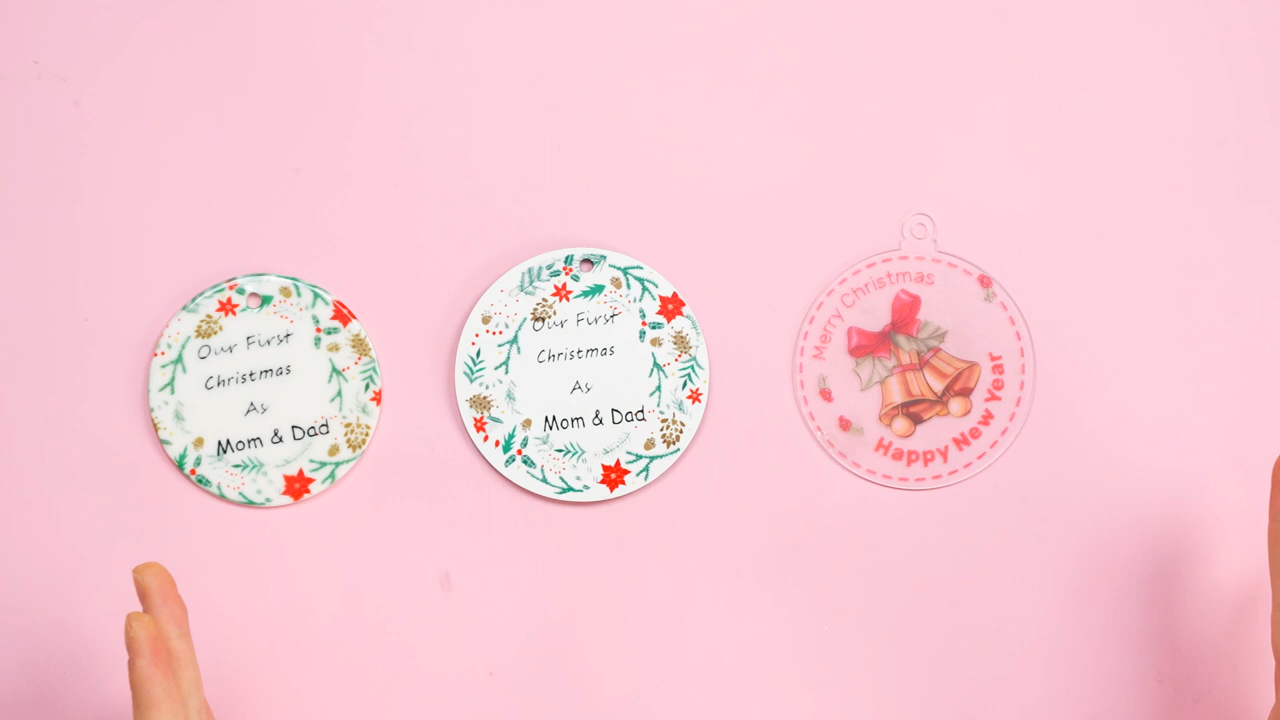 Our First
Christmas
As
Mom & Dad
Our First
Christmas
As
Mom & Dad
Merry Christmas
Happy New Year